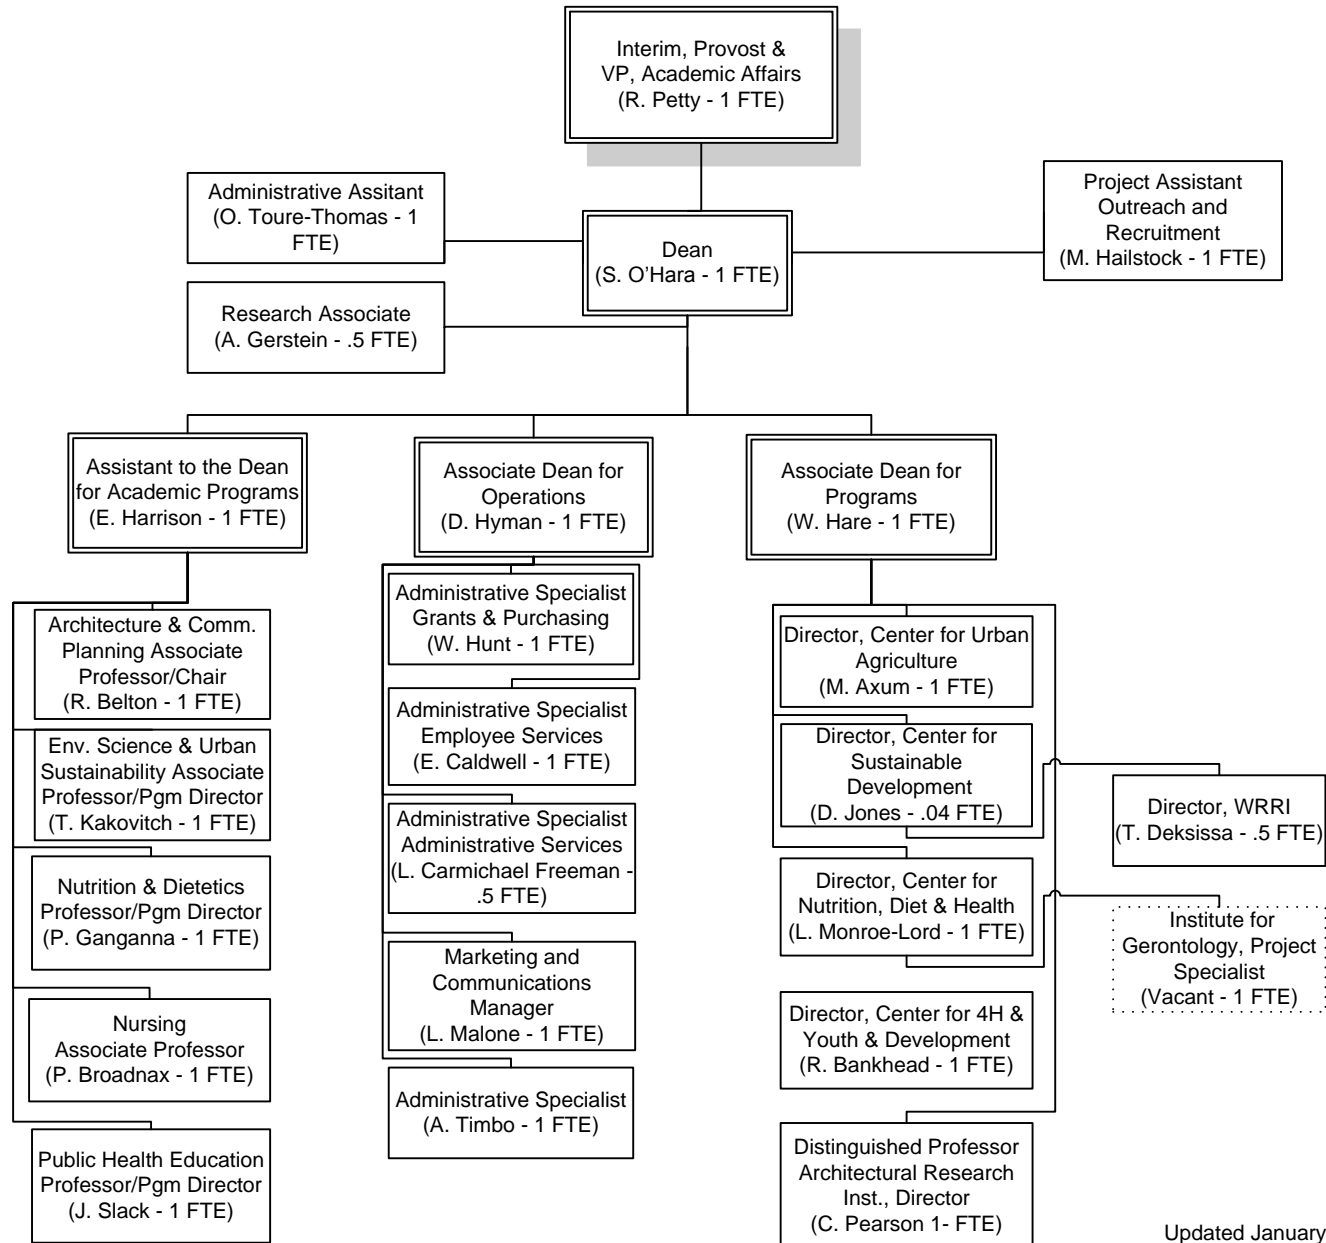 Interim, Provost &
VP, Academic Affairs
(R. Petty - 1 FTE)
Administrative Assitant
(O. Toure-Thomas - 1
FTE)
Project Assistant
Outreach and
Recruitment
(M. Hailstock - 1 FTE)
Dean
(S. O'Hara - 1 FTE)
Research Associate
(A. Gerstein - .5 FTE)
Assistant to the Dean
for Academic Programs
(E. Harrison - 1 FTE)
Associate Dean for
Operations
(D. Hyman - 1 FTE)
Associate Dean for
Programs
(W. Hare - 1 FTE)
Architecture & Comm.
Planning Associate
Professor/Chair
(R. Belton - 1 FTE)
Env. Science & Urban
Sustainability Associate
Professor/Pgm Director
(T. Kakovitch - 1 FTE)
Nutrition & Dietetics
Professor/Pgm Director
(P. Ganganna - 1 FTE)
Nursing
Associate Professor
(P. Broadnax - 1 FTE)
Public Health Education
Professor/Pgm Director
(J. Slack - 1 FTE)
Administrative Specialist
Grants & Purchasing
(W. Hunt - 1 FTE)
Administrative Specialist
Employee Services
(E. Caldwell - 1 FTE)
Administrative Specialist
Administrative Services
(L. Carmichael Freeman -
.5 FTE)
Marketing and
Communications
Manager
(L. Malone - 1 FTE)
Administrative Specialist
(A. Timbo - 1 FTE)
Director, Center for Urban
Agriculture
(M. Axum - 1 FTE)
Director, Center for
Sustainable
Development
(D. Jones - .04 FTE)
Director, WRRI
(T. Deksissa - .5 FTE)
Director, Center for
Nutrition, Diet & Health
(L. Monroe-Lord - 1 FTE)
Institute for
Gerontology, Project
Specialist
(Vacant - 1 FTE)
Director, Center for 4H &
Youth & Development
(R. Bankhead - 1 FTE)
Distinguished Professor
Architectural Research
Inst., Director
(C. Pearson 1- FTE)
Updated January